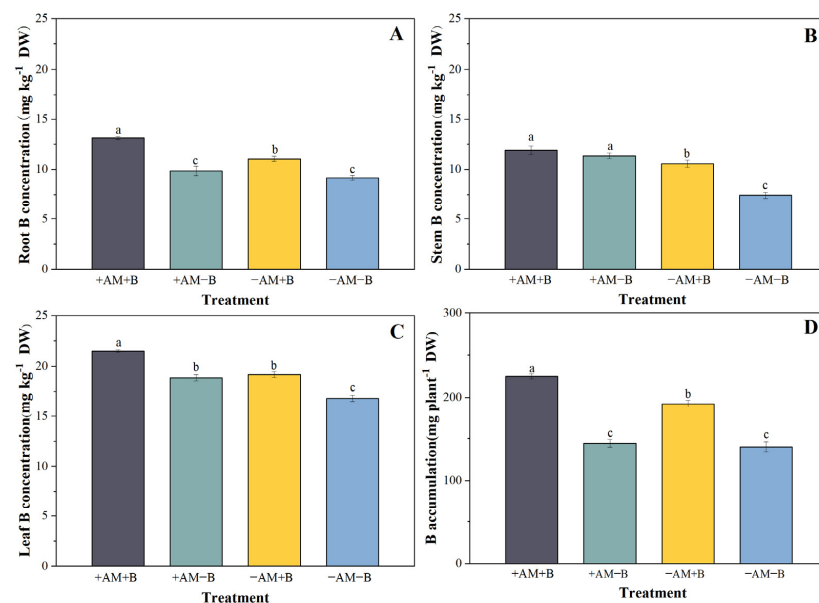 A
Root B concentration(mg kg⁻¹ DW)
25
20
15
10
5
0
a
c
b
c
+AM+B +AM−B −AM+B −AM−B
Treatment
B
Stem B concentration(mg kg⁻¹ DW)
25
20
15
10
5
0
a
a
b
c
+AM+B +AM−B −AM+B −AM−B
Treatment
C
Leaf B concentration(mg kg⁻¹ DW)
25
20
15
10
5
0
a
b
b
c
+AM+B +AM−B −AM+B −AM−B
Treatment
D
B accumulation(mg plant⁻¹ DW)
300
200
100
0
a
c
b
c
+AM+B +AM−B −AM+B −AM−B
Treatment